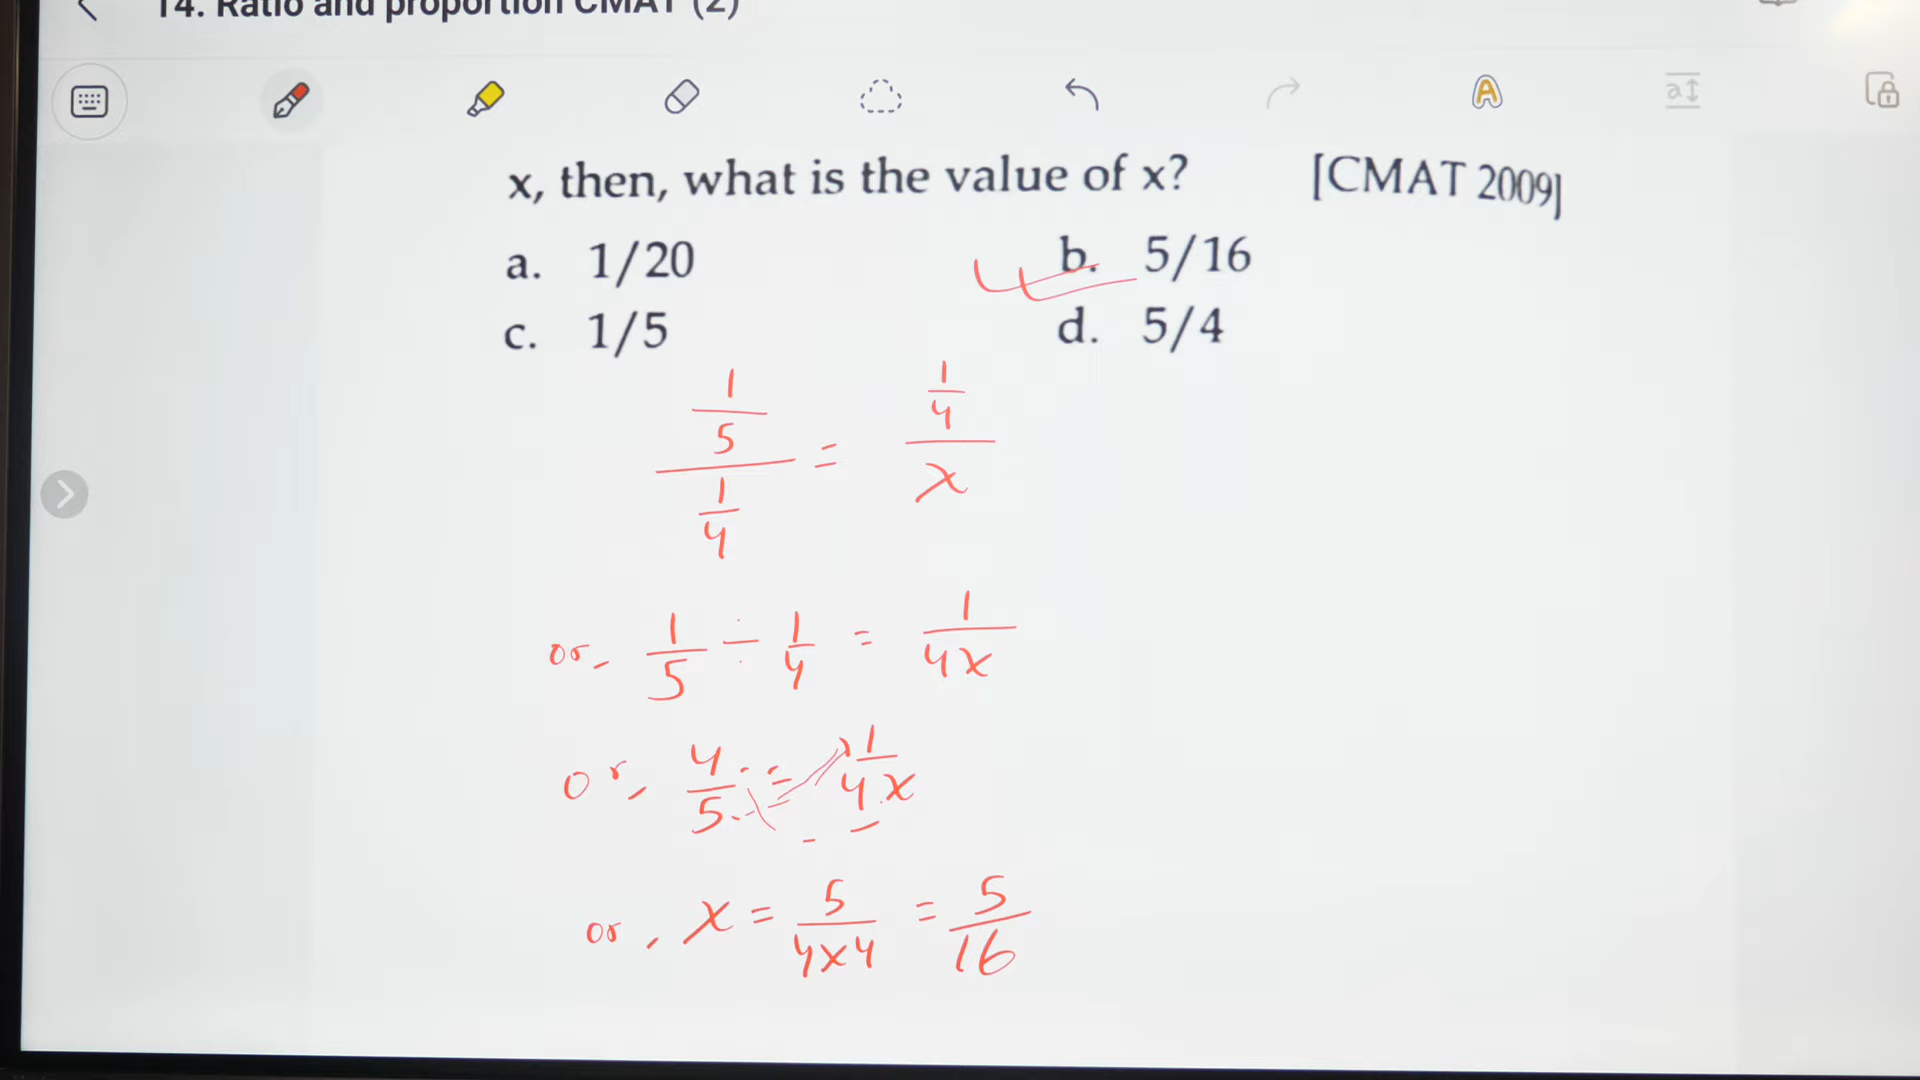 14. Ratio and proportion CMAT (2)
x, then, what is the value of x? [CMAT 2009]
a. 1/20 b. 5/16
c. 1/5 d. 5/4
1/5 / 1/4 = 1/4 / x
or, 1/5 ÷ 1/4 = 1/4x
or, 4/5 = 1/4x
or, x = 5/4x4 = 5/16